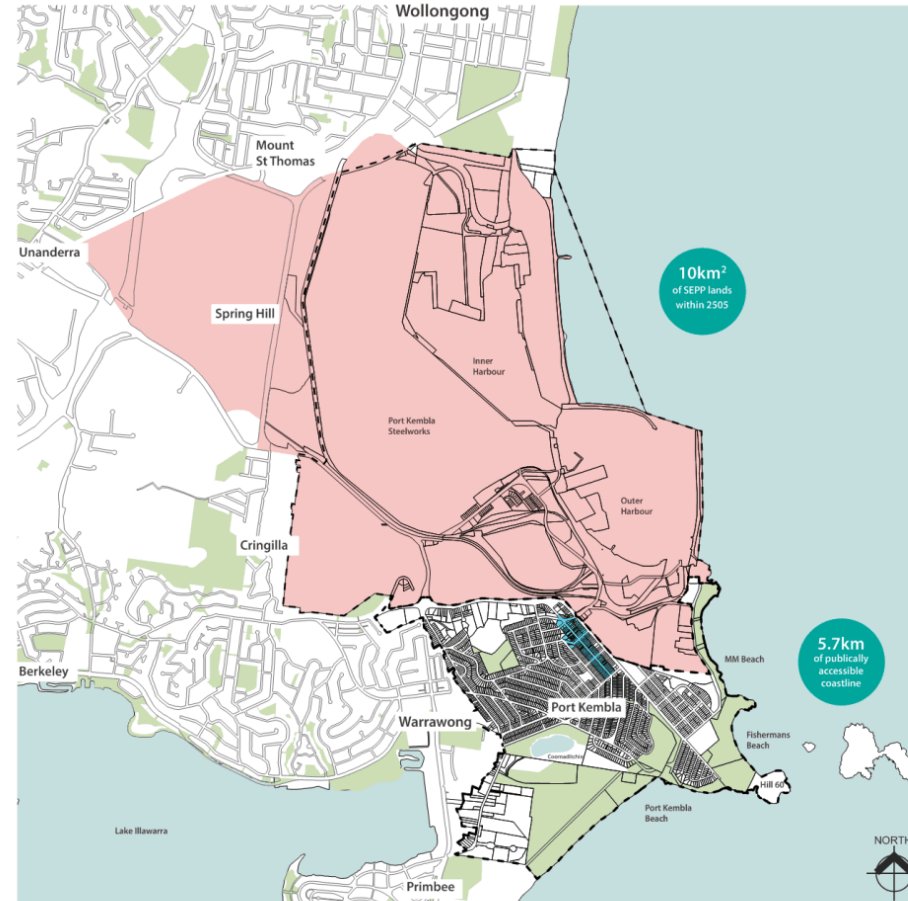 Wollongong
Mount
St Thomas
Unanderra
10km²
of SEPP lands
within 2505
Spring Hill
Inner
Harbour
Port Kembla
Steelworks
Outer
Harbour
Cringilla
5.7km
of publically
accessible
coastline
MM Beach
Berkeley
Port Kembla
Warrawong
Fishermans
Beach
Hill 60
Port Kembla
Beach
Lake Illawarra
NORTH
Primbee